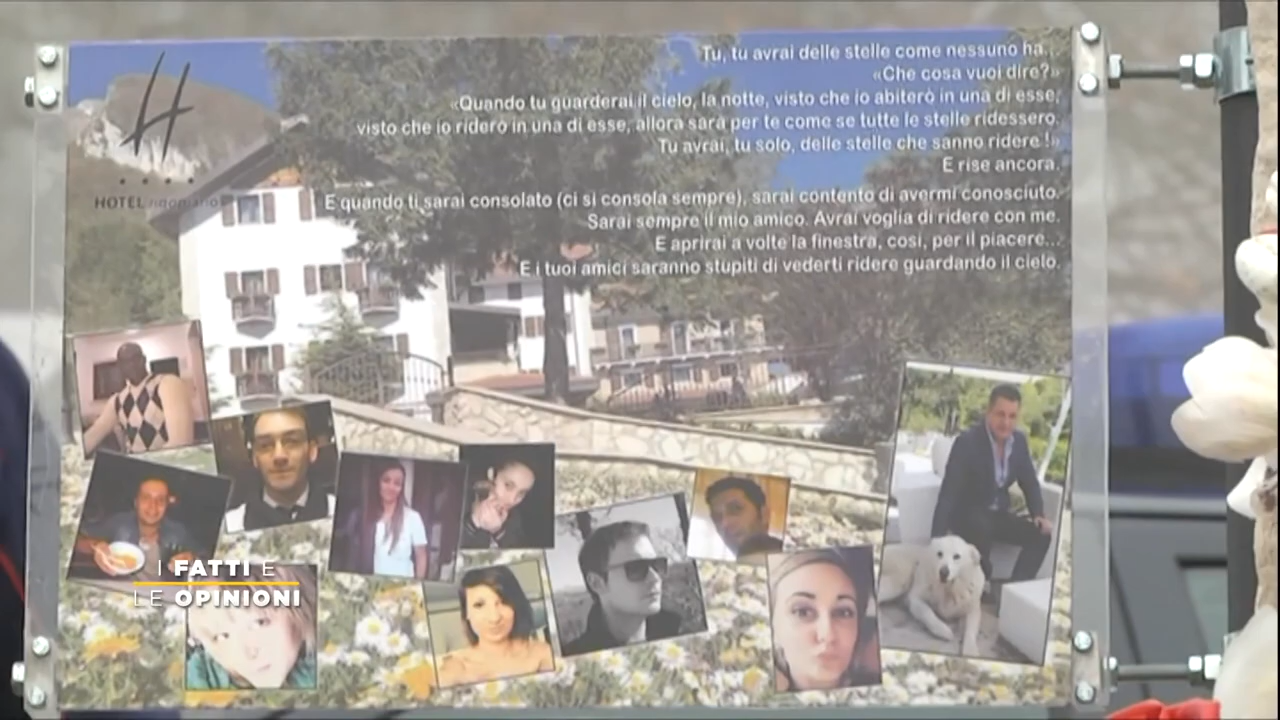 Tu, tu avrai delle stelle come nessuno ha...
«Che cosa vuoi dire?»
«Quando tu guarderai il cielo, la notte, visto che io abiterò in una di esse,
visto che io riderò in una di esse, allora sarà per te come se tutte le stelle ridessero.
Tu avrai, tu solo, delle stelle che sanno ridere !»
E rise ancora.
E quando ti sarai consolato (ci si consola sempre), sarai contento di avermi conosciuto.
Sarai sempre il mio amico. Avrai voglia di ridere con me.
E aprirai a volte la finestra, così, per il piacere...
E i tuoi amici saranno stupiti di vederti ridere guardando il cielo.
H
HOTEL rigopiano
I FATTI E
LE OPINIONI